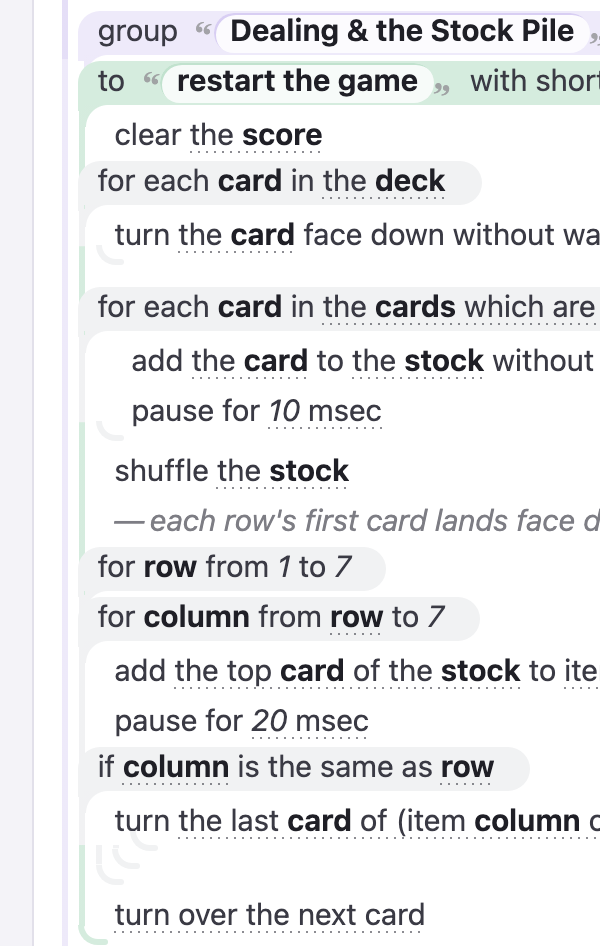 group “ Dealing & the Stock Pile ”
to “ restart the game ” with short
clear the score
for each card in the deck
turn the card face down without wa
for each card in the cards which are
add the card to the stock without
pause for 10 msec
shuffle the stock
— each row's first card lands face d
for row from 1 to 7
for column from row to 7
add the top card of the stock to ite
pause for 20 msec
if column is the same as row
turn the last card of (item column o
turn over the next card